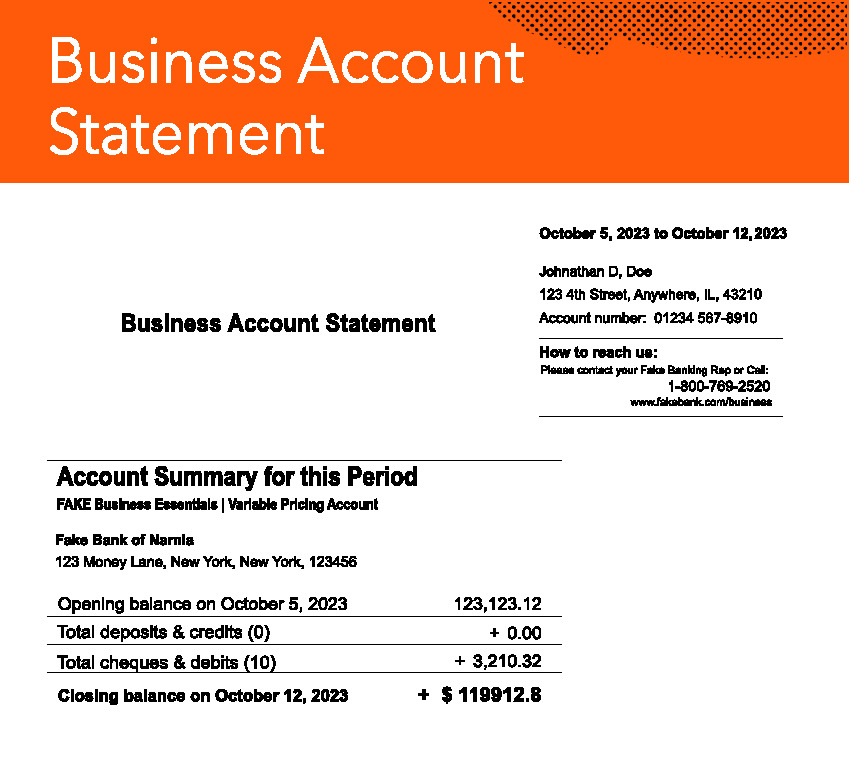 Business Account
Statement
October 5, 2023 to October 12,2023
Johnathan D, Doe
123 4th Street, Anywhere, IL, 43210
Account number: 01234 567-8910
Business Account Statement
How to reach us:
Please contact your Fake Banking Rep or Call:
1-800-769-2520
www.fakebank.com/business
Account Summary for this Period
FAKE Business Essentials | Variable Pricing Account
Fake Bank of Narnia
123 Money Lane, New York, New York, 123456
Opening balance on October 5, 2023 123,123.12
Total deposits & credits (0) + 0.00
Total cheques & debits (10) + 3,210.32
Closing balance on October 12, 2023 + $ 119912.8